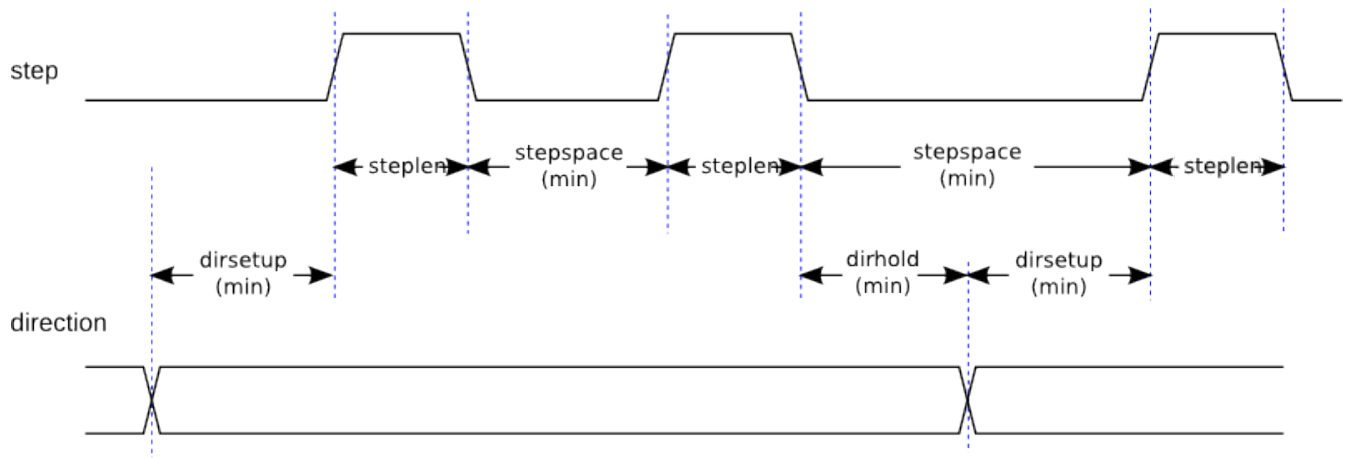 step
steplen
stepspace
(min)
steplen
stepspace
(min)
steplen
dirsetup
(min)
dirhold
(min)
dirsetup
(min)
direction